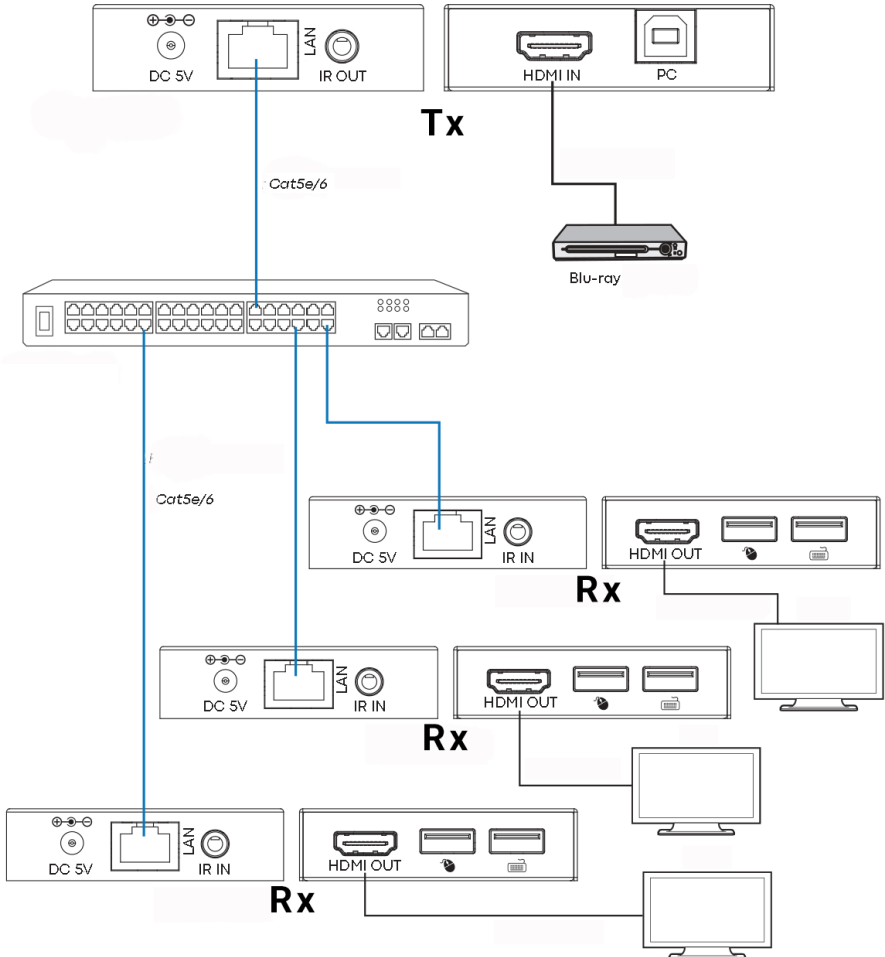 DC 5V
LAN
IR OUT
HDMI IN
PC
Tx
Cat5e/6
Blu-ray
Cat5e/6
DC 5V
LAN
IR IN
HDMI OUT
Rx
DC 5V
LAN
IR IN
HDMI OUT
Rx
DC 5V
LAN
IR IN
HDMI OUT
Rx